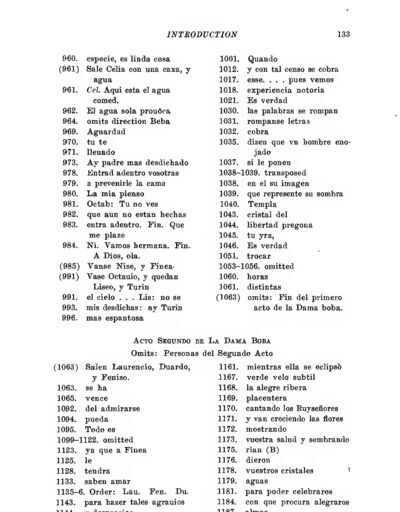 INTRODUCTION 133
960. especie, es linda cosa
(961) Sale Celia con una caxa, y
agua
961. Cel. Aqui esta el agua
comed.
962. El agua sola prouõca
964. omits direction Beba
969. Aguardad
970. tu te
971. lleuado
973. Ay padre mas desdichado
978. Entrad adentro vosotras
979. a prevenirle la cama
980. La mia pienso
981. Octab: Tu no ves
982. que aun no estan hechas
983. entra adentro. Fin. Que
me plaze
984. Ni. Vamos hermana. Fin.
A Dios, ola.
(985) Vanse Nise, y Finea
(991) Vase Octauio, y quedan
Liseo, y Turin
991. el cielo . . . Lis: no se
993. mis desdichas: ay Turin
996. mas espantosa
1001. Quando
1012. y con tal censo se cobra
1017. esse. . . . pues vemos
1018. experiencia notoria
1021. Es verdad
1030. las palabras se rompan
1031. rompanse letras
1032. cobra
1035. dizen que vn hombre eno-
jado
1037. si le ponen
1038-1039. transposed
1038. en el su imagen
1039. que represente su sombra
1040. Templa
1043. cristal del
1044. libertad pregona
1045. tu yra,
1046. Es verdad
1051. trocar
1053-1056. omitted
1060. horas
1061. distintas
(1063) omits: Fin del primero
acto de la Dama boba.
ACTO SEGUNDO DE LA DAMA BOBA
Omits: Personas del Segundo Acto
(1063) Salen Laurencio, Duardo,
y Feniso.
1063. se ha
1065. vence
1092. del admirarse
1094. pueda
1095. Todo es
1099-1122. omitted
1123. ya que a Finea
1125. le
1128. tendra
1133. saben amar
1135-6. Order: Lau. Fen. Du.
1143. para hazer tales agrauios
1161. mientras ella se eclipsò
1167. verde velo subtil
1168. la alegre ribera
1169. placentera
1170. cantando los Ruyseñores
1171. y van creciendo las flores
1172. mostrando
1173. vuestra salud y sembrando
1175. rian (B)
1176. dieron
1178. vuestros cristales
1179. aguas
1181. para poder celebraros
1184. con que procura alegraros